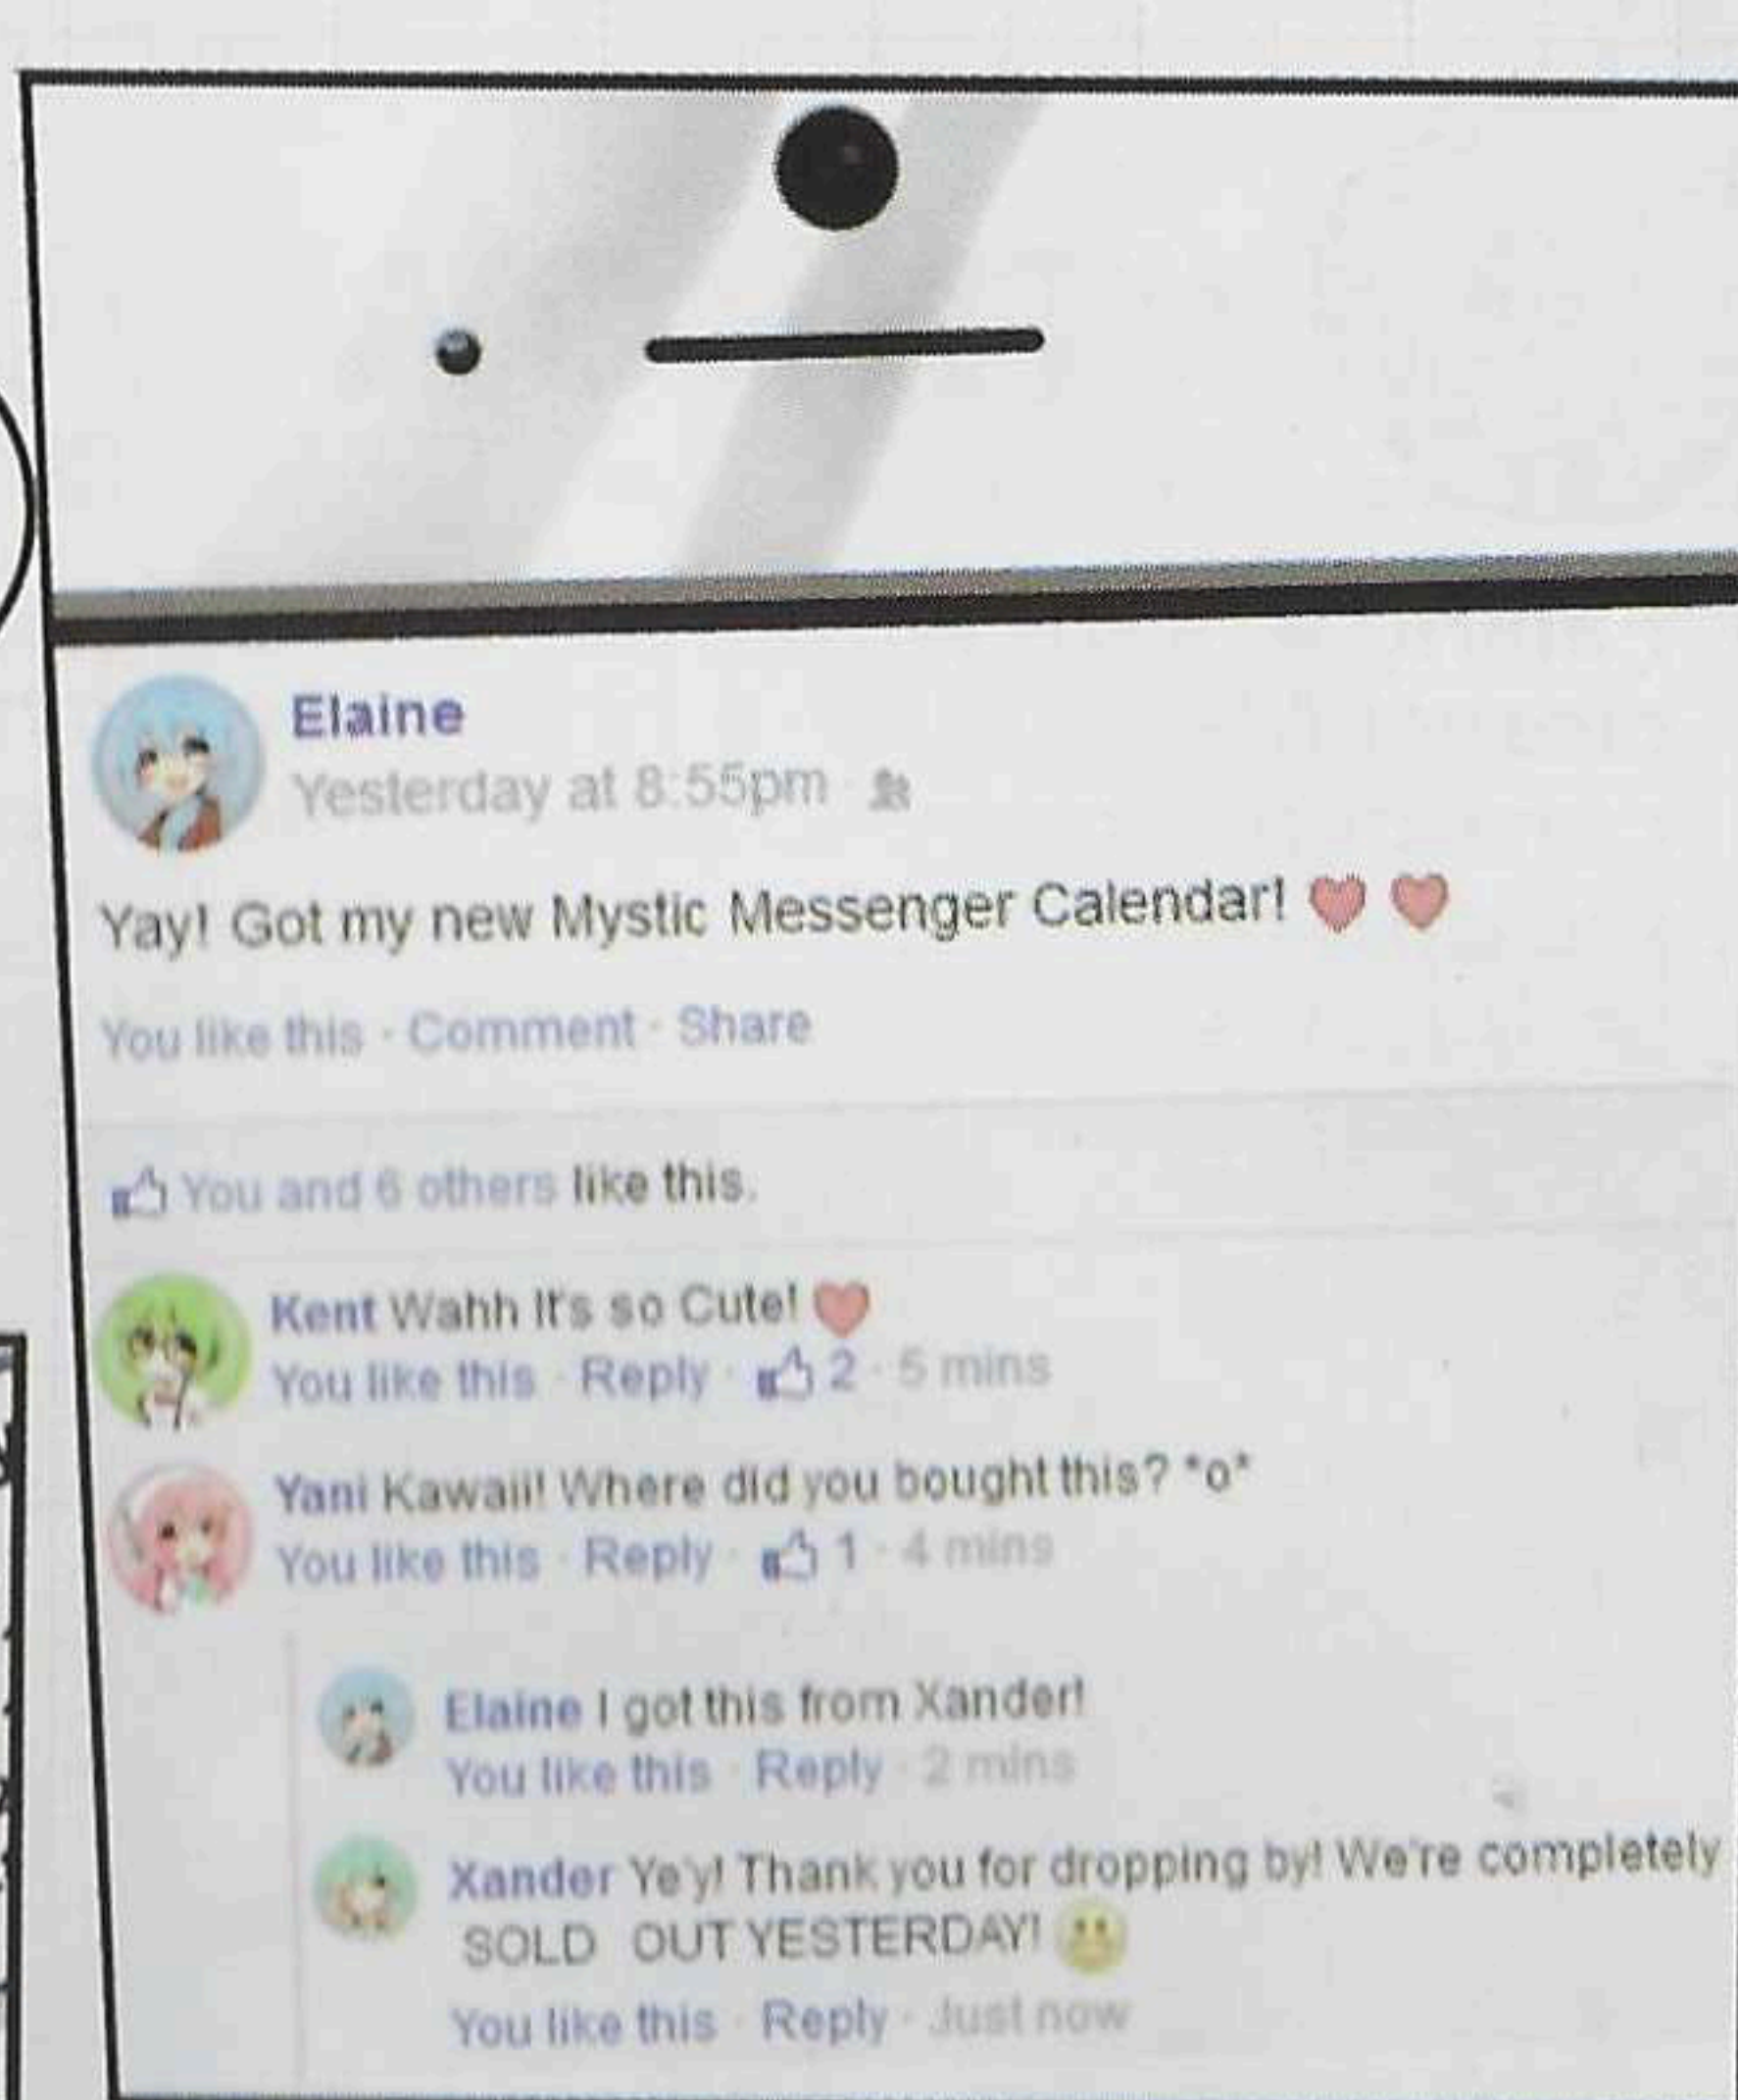 Elaine
Yesterday at 8:55pm
Yay! Got my new Mystic Messenger Calendar! ❤ ❤
You like this · Comment · Share
You and 6 others like this.
Kent Wahh It's so Cute! ❤
You like this · Reply · 2 · 5 mins
Yani Kawaii! Where did you bought this? *o*
You like this · Reply · 1 · 4 mins
Elaine I got this from Xander!
You like this · Reply · 2 mins
Xander Ye'y! Thank you for dropping by! We're completely
SOLD OUT YESTERDAY! 🙂
You like this · Reply · Just now